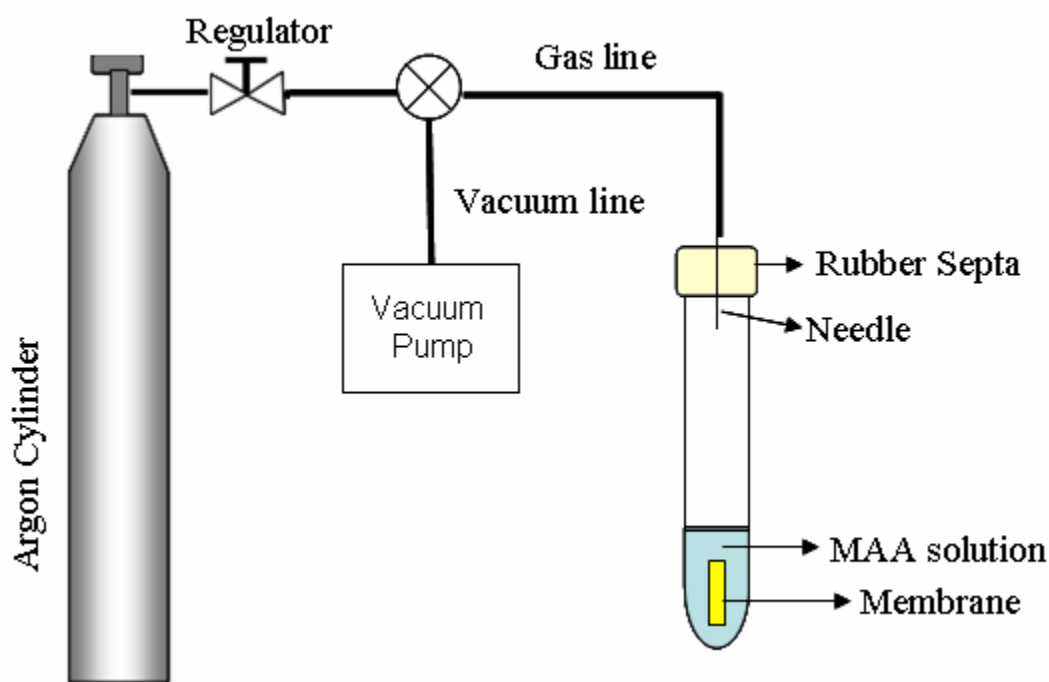 Regulator
Gas line
Vacuum line
Rubber Septa
Vacuum
Pump
Needle
Argon Cylinder
MAA solution
Membrane